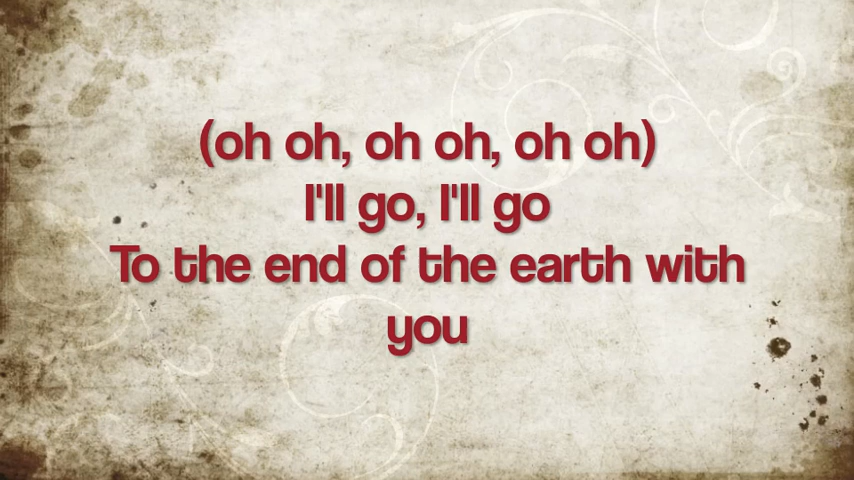 (oh oh, oh oh, oh oh)
I'll go, I'll go
To the end of the earth with
you